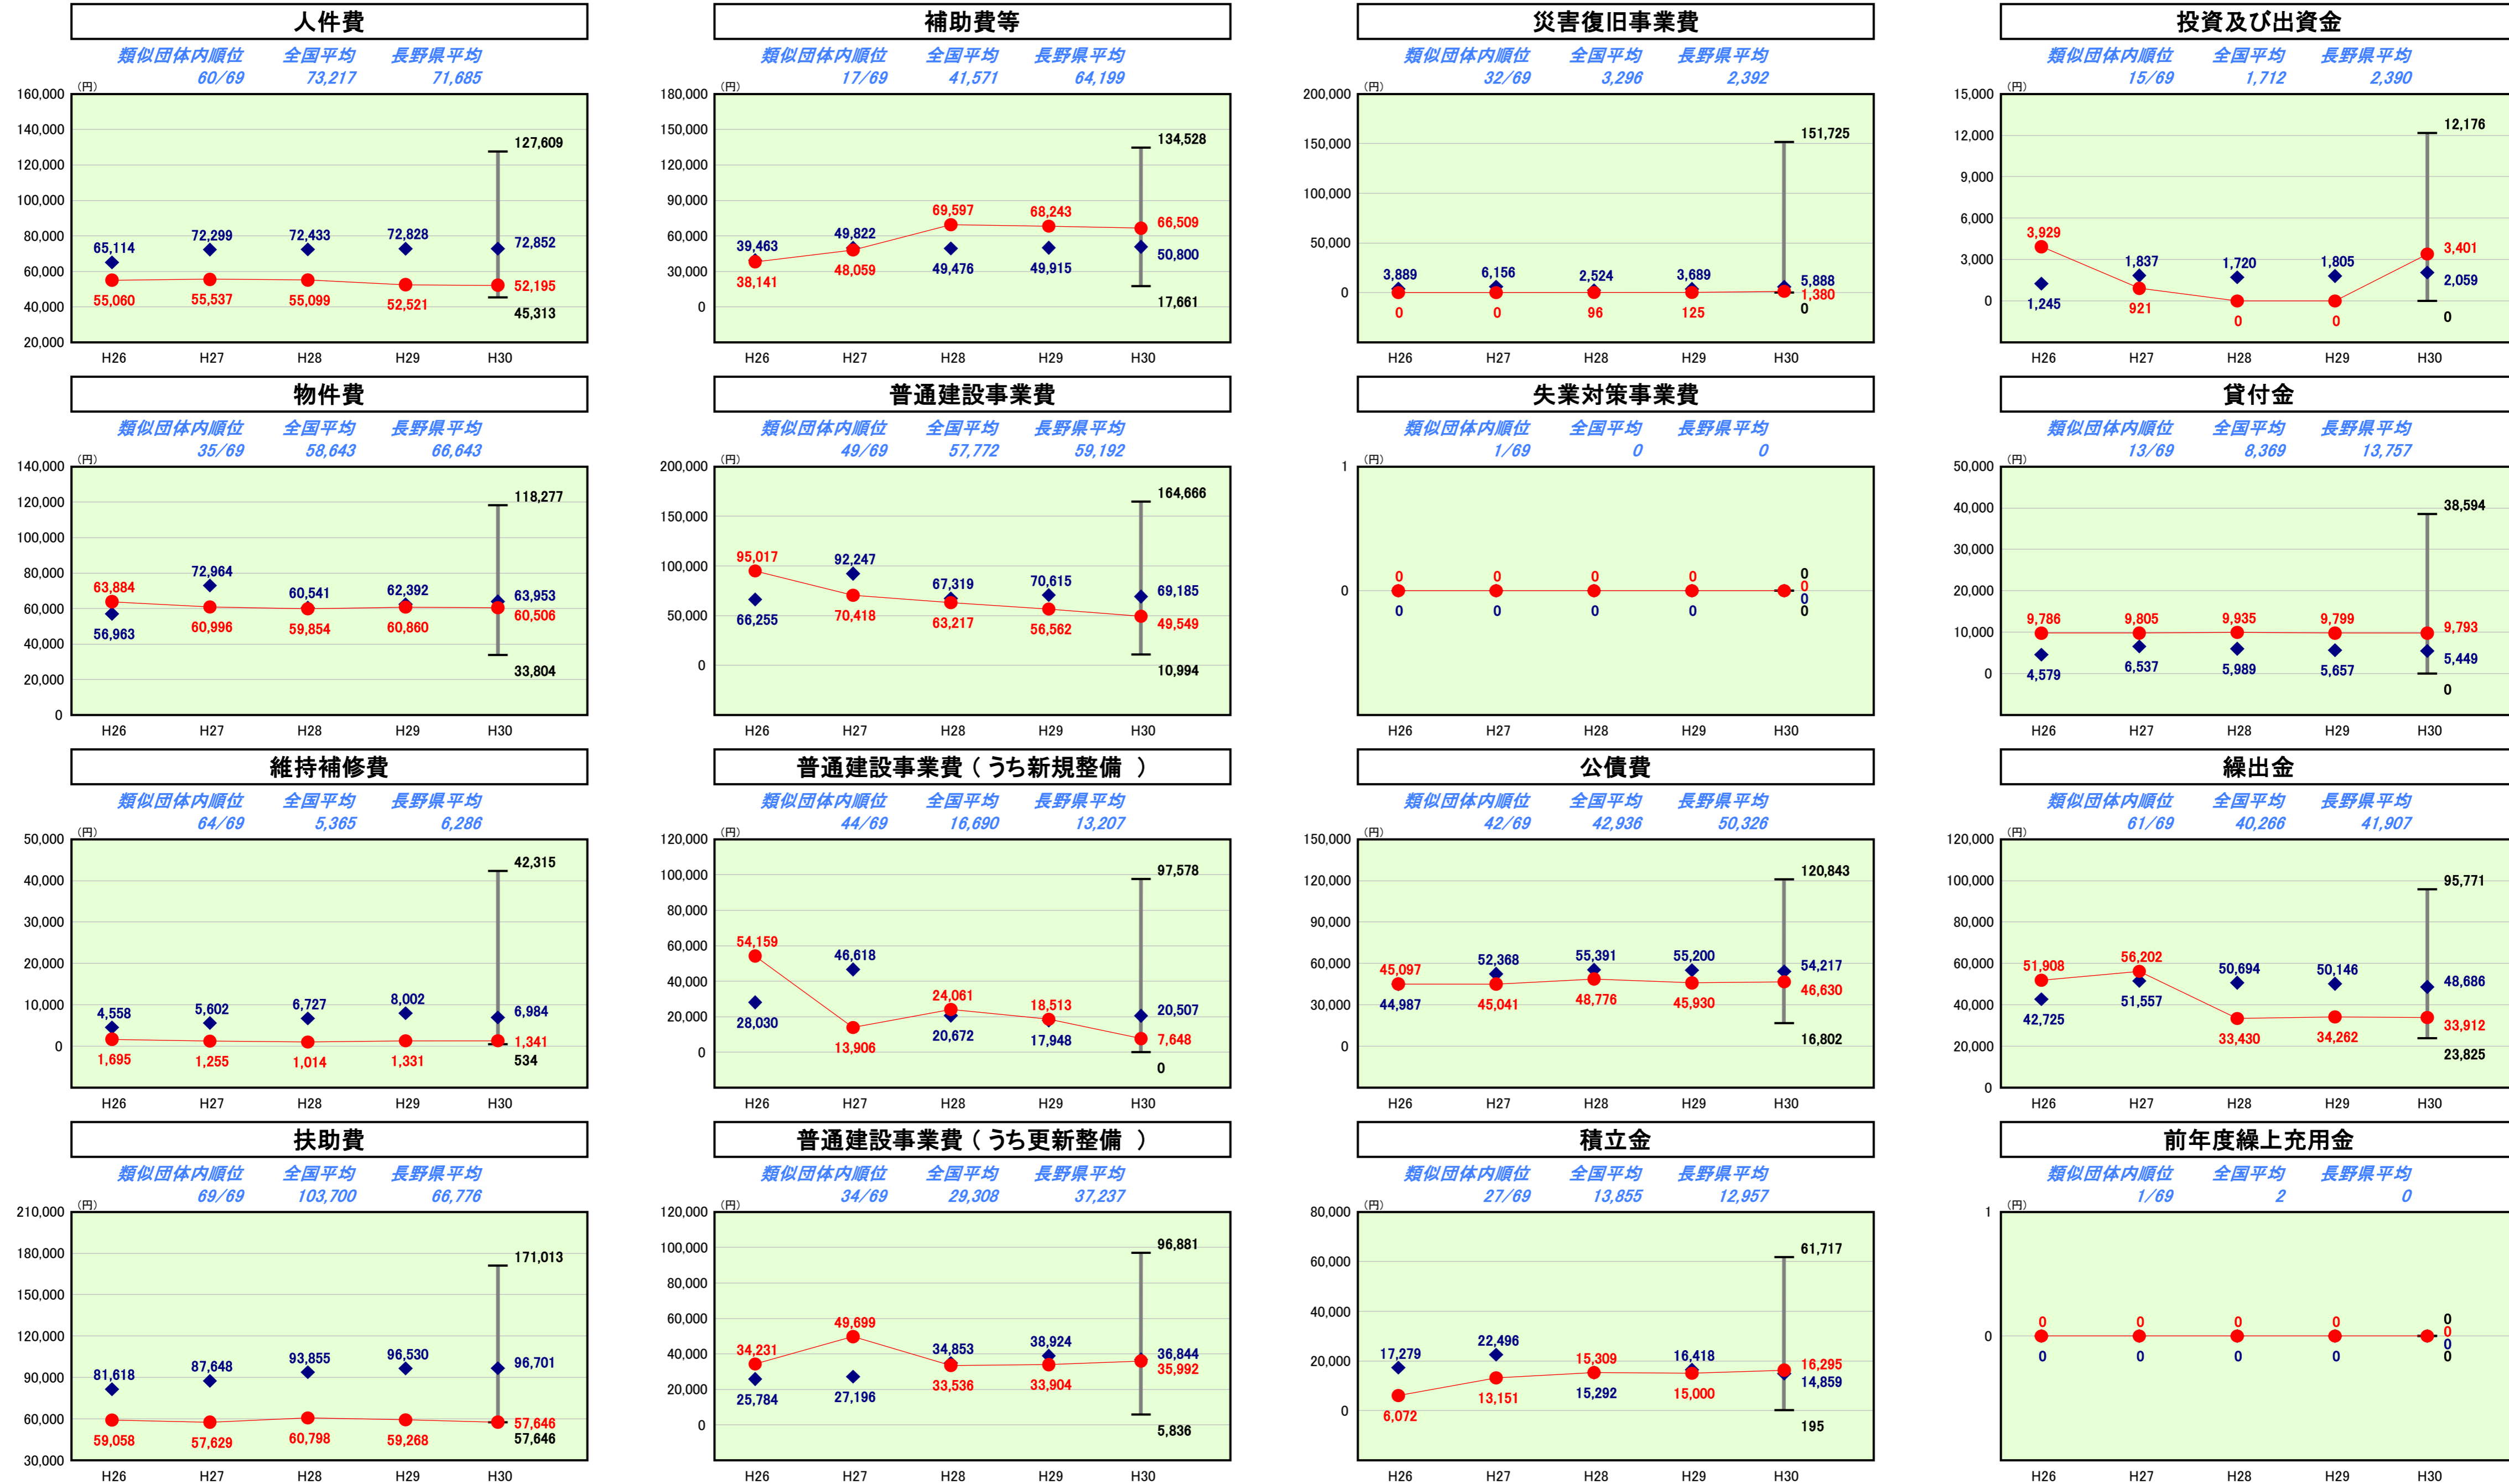 人件費
類似団体内順位 全国平均 長野県平均
60/69 73,217 71,685
(円)
160,000
140,000
120,000
100,000
80,000
60,000
40,000
20,000
127,609
65,114 72,299 72,433 72,828 72,852
55,060 55,537 55,099 52,521 52,195
45,313
H26 H27 H28 H29 H30
補助費等
類似団体内順位 全国平均 長野県平均
17/69 41,571 64,199
(円)
180,000
150,000
120,000
90,000
60,000
30,000
0
134,528
69,597 68,243 66,509
39,463 49,822
38,141 48,059 49,476 49,915 50,800
17,661
H26 H27 H28 H29 H30
災害復旧事業費
類似団体内順位 全国平均 長野県平均
32/69 3,296 2,392
(円)
200,000
150,000
100,000
50,000
0
151,725
3,889 6,156 2,524 3,689 5,888
0 0 96 125 1,380
0
H26 H27 H28 H29 H30
投資及び出資金
類似団体内順位 全国平均 長野県平均
15/69 1,712 2,390
(円)
15,000
12,000
9,000
6,000
3,000
0
12,176
3,929 1,837 1,720 1,805 3,401
1,245 921 0 0 2,059
0
H26 H27 H28 H29 H30
物件費
類似団体内順位 全国平均 長野県平均
35/69 58,643 66,643
(円)
140,000
120,000
100,000
80,000
60,000
40,000
20,000
0
118,277
63,884 72,964 60,541 62,392 63,953
56,963 60,996 59,854 60,860 60,506
33,804
H26 H27 H28 H29 H30
普通建設事業費
類似団体内順位 全国平均 長野県平均
49/69 57,772 59,192
(円)
200,000
150,000
100,000
50,000
0
164,666
95,017 92,247 67,319 70,615 69,185
66,255 70,418 63,217 56,562 49,549
10,994
H26 H27 H28 H29 H30
失業対策事業費
類似団体内順位 全国平均 長野県平均
1/69 0 0
(円)
1
0
0
0 0 0 0 0
0 0 0 0 0
0
H26 H27 H28 H29 H30
貸付金
類似団体内順位 全国平均 長野県平均
13/69 8,369 13,757
(円)
50,000
40,000
30,000
20,000
10,000
0
38,594
9,786 9,805 9,935 9,799 9,793
4,579 6,537 5,989 5,657 5,449
0
H26 H27 H28 H29 H30
維持補修費
類似団体内順位 全国平均 長野県平均
64/69 5,365 6,286
(円)
50,000
40,000
30,000
20,000
10,000
0
42,315
4,558 5,602 6,727 8,002 6,984
1,695 1,255 1,014 1,331 1,341
534
H26 H27 H28 H29 H30
普通建設事業費(うち新規整備 )
類似団体内順位 全国平均 長野県平均
44/69 16,690 13,207
(円)
120,000
100,000
80,000
60,000
40,000
20,000
0
97,578
54,159 46,618 24,061 18,513 20,507
28,030 13,906 20,672 17,948 7,648
0
H26 H27 H28 H29 H30
公債費
類似団体内順位 全国平均 長野県平均
42/69 42,936 50,326
(円)
150,000
120,000
90,000
60,000
30,000
0
120,843
45,097 52,368 55,391 55,200 54,217
44,987 45,041 48,776 45,930 46,630
16,802
H26 H27 H28 H29 H30
繰出金
類似団体内順位 全国平均 長野県平均
61/69 40,266 41,907
(円)
120,000
100,000
80,000
60,000
40,000
20,000
0
95,771
51,908 56,202 50,694 50,146 48,686
42,725 51,557 33,430 34,262 33,912
23,825
H26 H27 H28 H29 H30
扶助費
類似団体内順位 全国平均 長野県平均
69/69 103,700 66,776
(円)
210,000
180,000
150,000
120,000
90,000
60,000
30,000
171,013
81,618 87,648 93,855 96,530 96,701
59,058 57,629 60,798 59,268 57,646
57,646
H26 H27 H28 H29 H30
普通建設事業費(うち更新整備 )
類似団体内順位 全国平均 長野県平均
34/69 29,308 37,237
(円)
120,000
100,000
80,000
60,000
40,000
20,000
0
96,881
34,231 49,699 34,853 38,924 36,844
25,784 27,196 33,536 33,904 35,992
5,836
H26 H27 H28 H29 H30
積立金
類似団体内順位 全国平均 長野県平均
27/69 13,855 12,957
(円)
80,000
60,000
40,000
20,000
0
61,717
17,279 22,496 15,309 16,418 16,295
6,072 13,151 15,292 15,000 14,859
195
H26 H27 H28 H29 H30
前年度繰上充用金
類似団体内順位 全国平均 長野県平均
1/69 2 0
(円)
1
0
0
0 0 0 0 0
0 0 0 0 0
0
H26 H27 H28 H29 H30